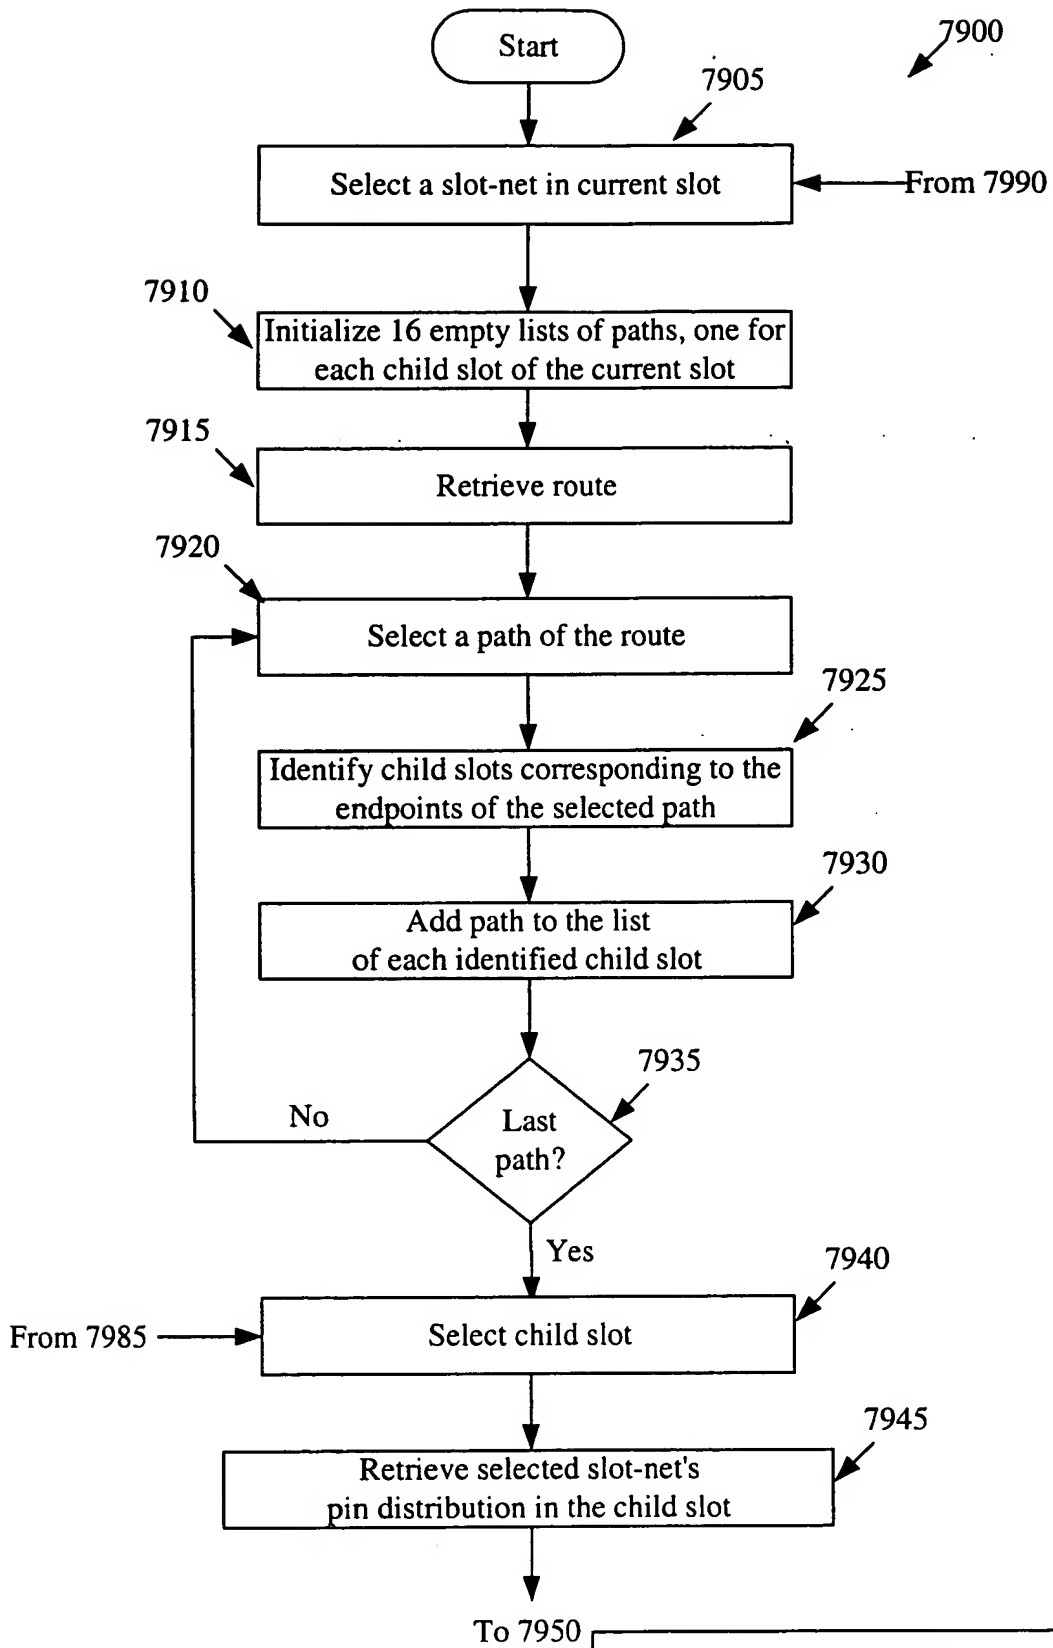 Start
7900
7905
Select a slot-net in current slot
From 7990
7910
Initialize 16 empty lists of paths, one for
each child slot of the current slot
7915
Retrieve route
7920
Select a path of the route
7925
Identify child slots corresponding to the
endpoints of the selected path
7930
Add path to the list
of each identified child slot
7935
Last
path?
No
Yes
7940
From 7985
Select child slot
7945
Retrieve selected slot-net's
pin distribution in the child slot
To 7950